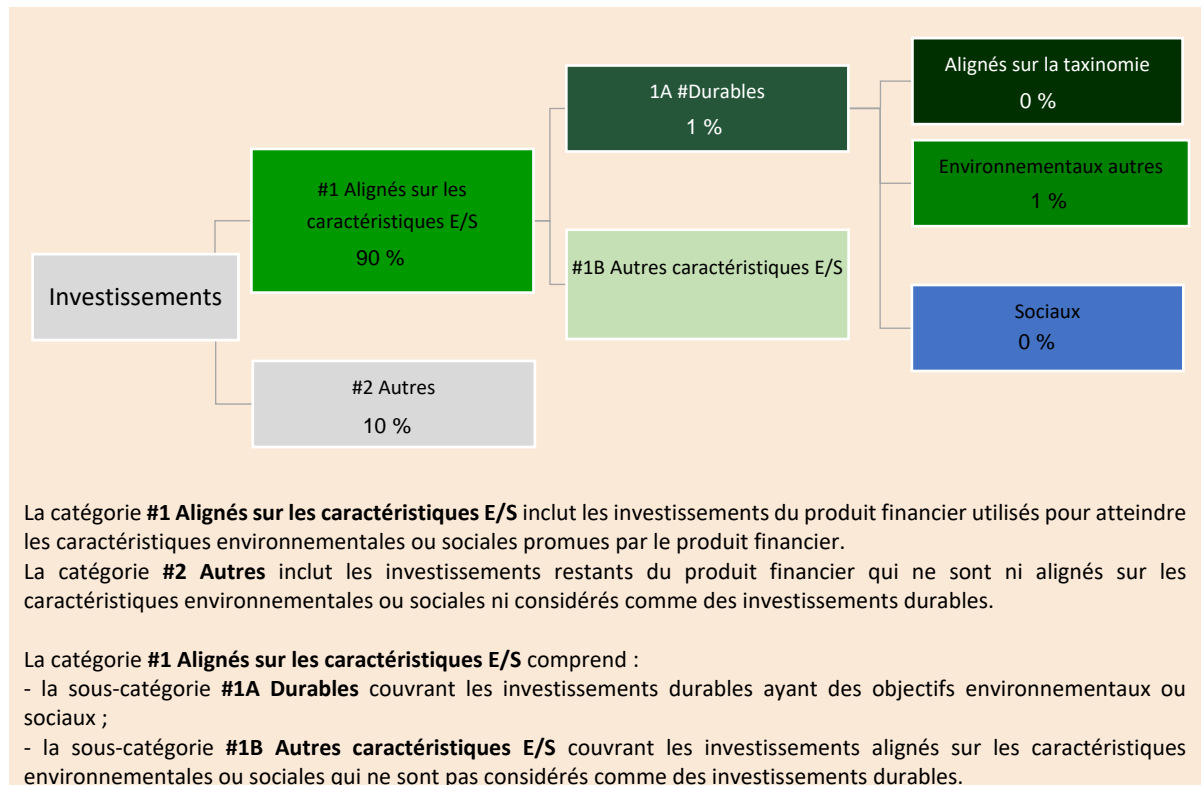 Alignés sur la taxinomie
0 %
1A #Durables
1 %
Environnementaux autres
1 %
#1 Alignés sur les
caractéristiques E/S
90 %
#1B Autres caractéristiques E/S
Investissements
Sociaux
0 %
#2 Autres
10 %
La catégorie #1 Alignés sur les caractéristiques E/S inclut les investissements du produit financier utilisés pour atteindre
les caractéristiques environnementales ou sociales promues par le produit financier.
La catégorie #2 Autres inclut les investissements restants du produit financier qui ne sont ni alignés sur les
caractéristiques environnementales ou sociales ni considérés comme des investissements durables.
La catégorie #1 Alignés sur les caractéristiques E/S comprend :
- la sous-catégorie #1A Durables couvrant les investissements durables ayant des objectifs environnementaux ou
sociaux ;
- la sous-catégorie #1B Autres caractéristiques E/S couvrant les investissements alignés sur les caractéristiques
environnementales ou sociales qui ne sont pas considérés comme des investissements durables.